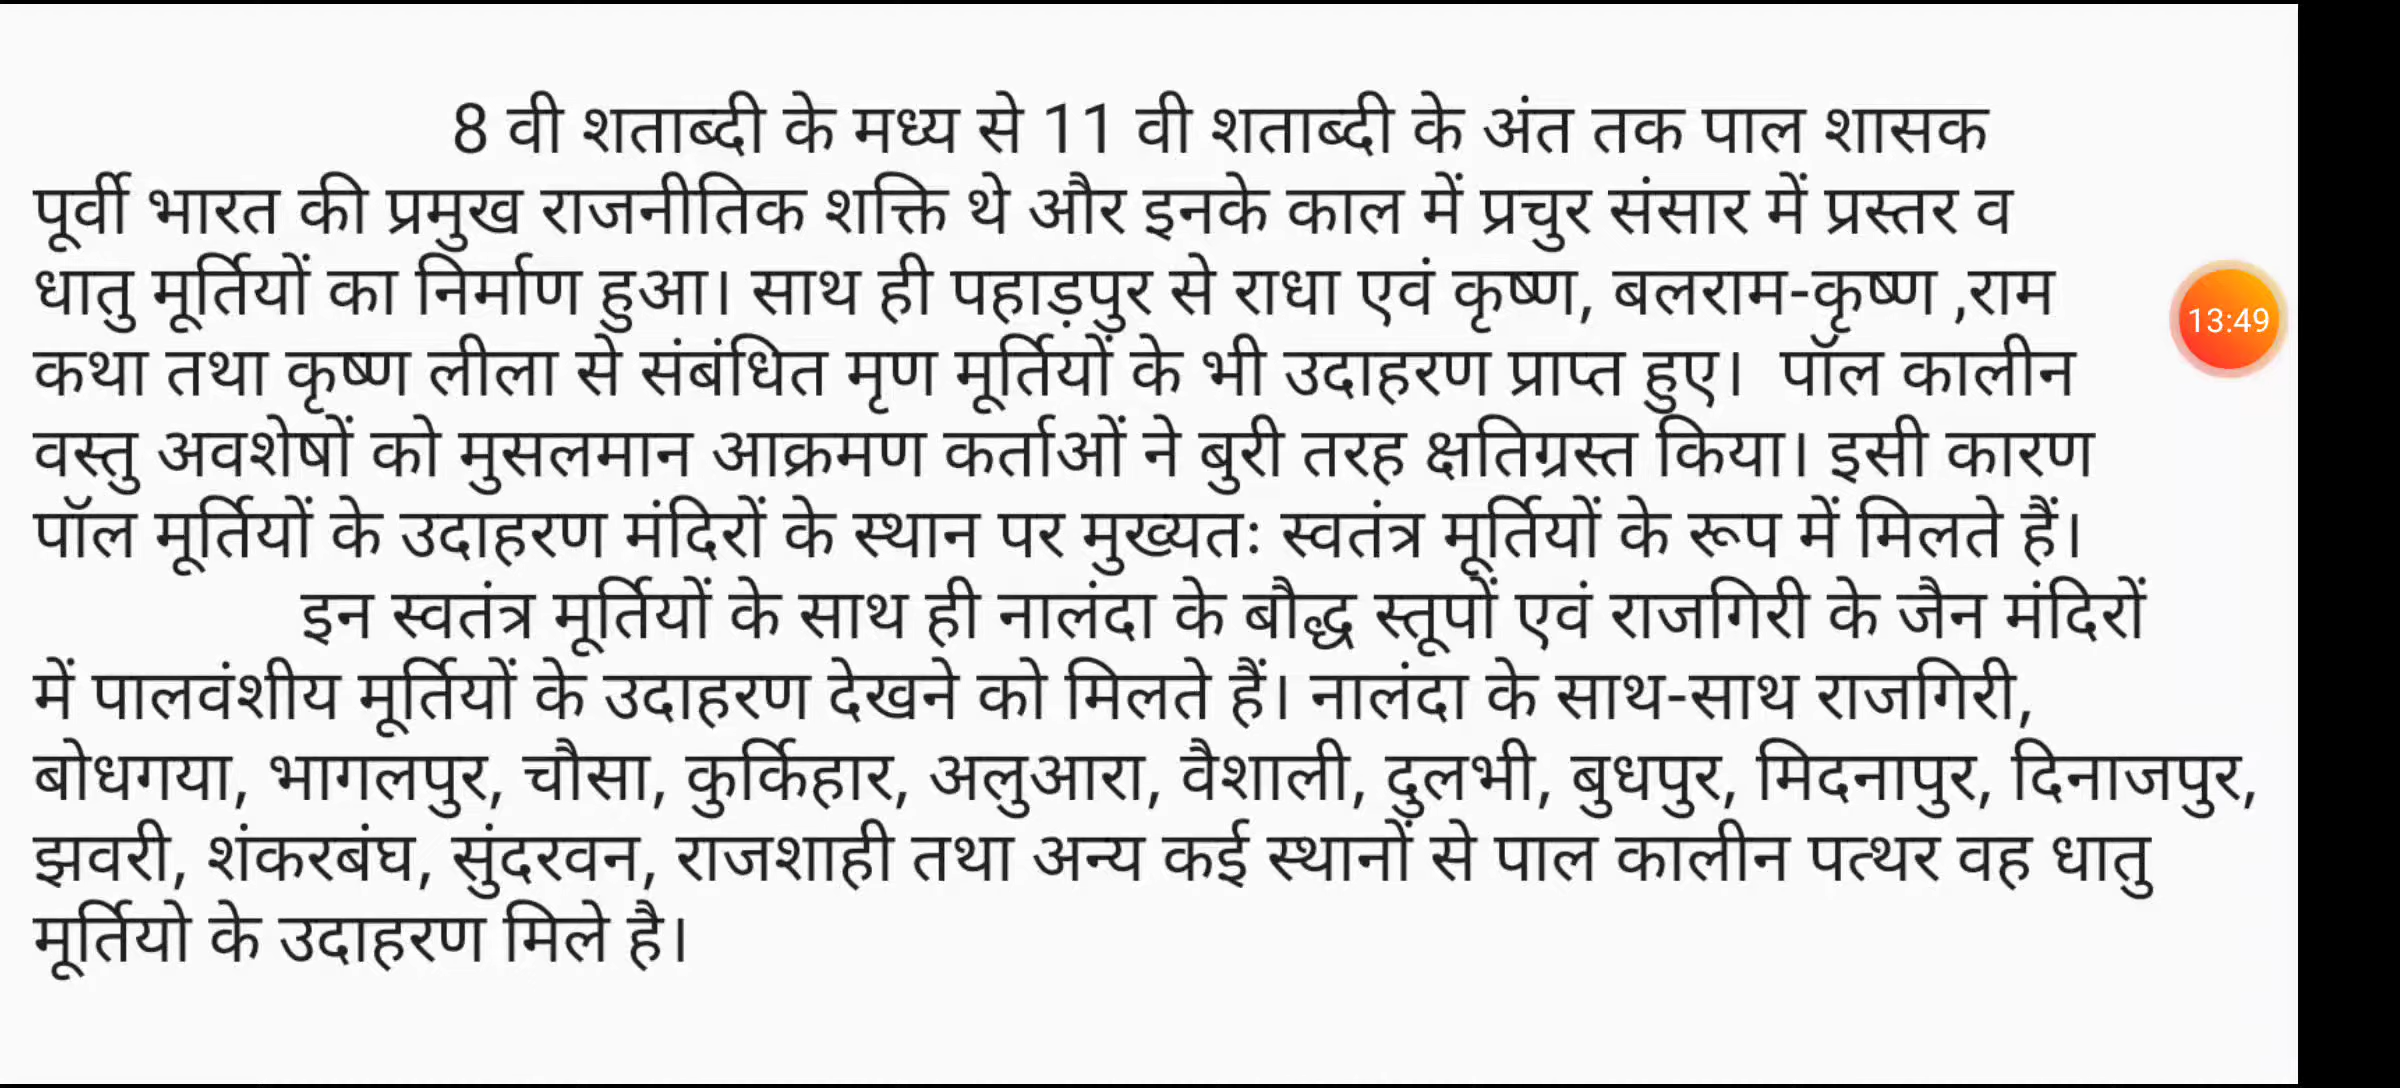 8 वी शताब्दी के मध्य से 11 वी शताब्दी के अंत तक पाल शासक
पूर्वी भारत की प्रमुख राजनीतिक शक्ति थे और इनके काल में प्रचुर संसार में प्रस्तर व
धातु मूर्तियों का निर्माण हुआ। साथ ही पहाड़पुर से राधा एवं कृष्ण, बलराम-कृष्ण ,राम
13:49
कथा तथा कृष्ण लीला से संबंधित मृण मूर्तियों के भी उदाहरण प्राप्त हुए। पॉल कालीन
वस्तु अवशेषों को मुसलमान आक्रमण कर्ताओं ने बुरी तरह क्षतिग्रस्त किया। इसी कारण
पॉल मूर्तियों के उदाहरण मंदिरों के स्थान पर मुख्यतः स्वतंत्र मूर्तियों के रूप में मिलते हैं।
इन स्वतंत्र मूर्तियों के साथ ही नालंदा के बौद्ध स्तूपों एवं राजगिरी के जैन मंदिरों
में पालवंशीय मूर्तियों के उदाहरण देखने को मिलते हैं। नालंदा के साथ-साथ राजगिरी,
बोधगया, भागलपुर, चौसा, कुर्किहार, अलुआरा, वैशाली, दुलभी, बुधपुर, मिदनापुर, दिनाजपुर,
झवरी, शंकरबंघ, सुंदरवन, राजशाही तथा अन्य कई स्थानों से पाल कालीन पत्थर वह धातु
मूर्तियो के उदाहरण मिले है।